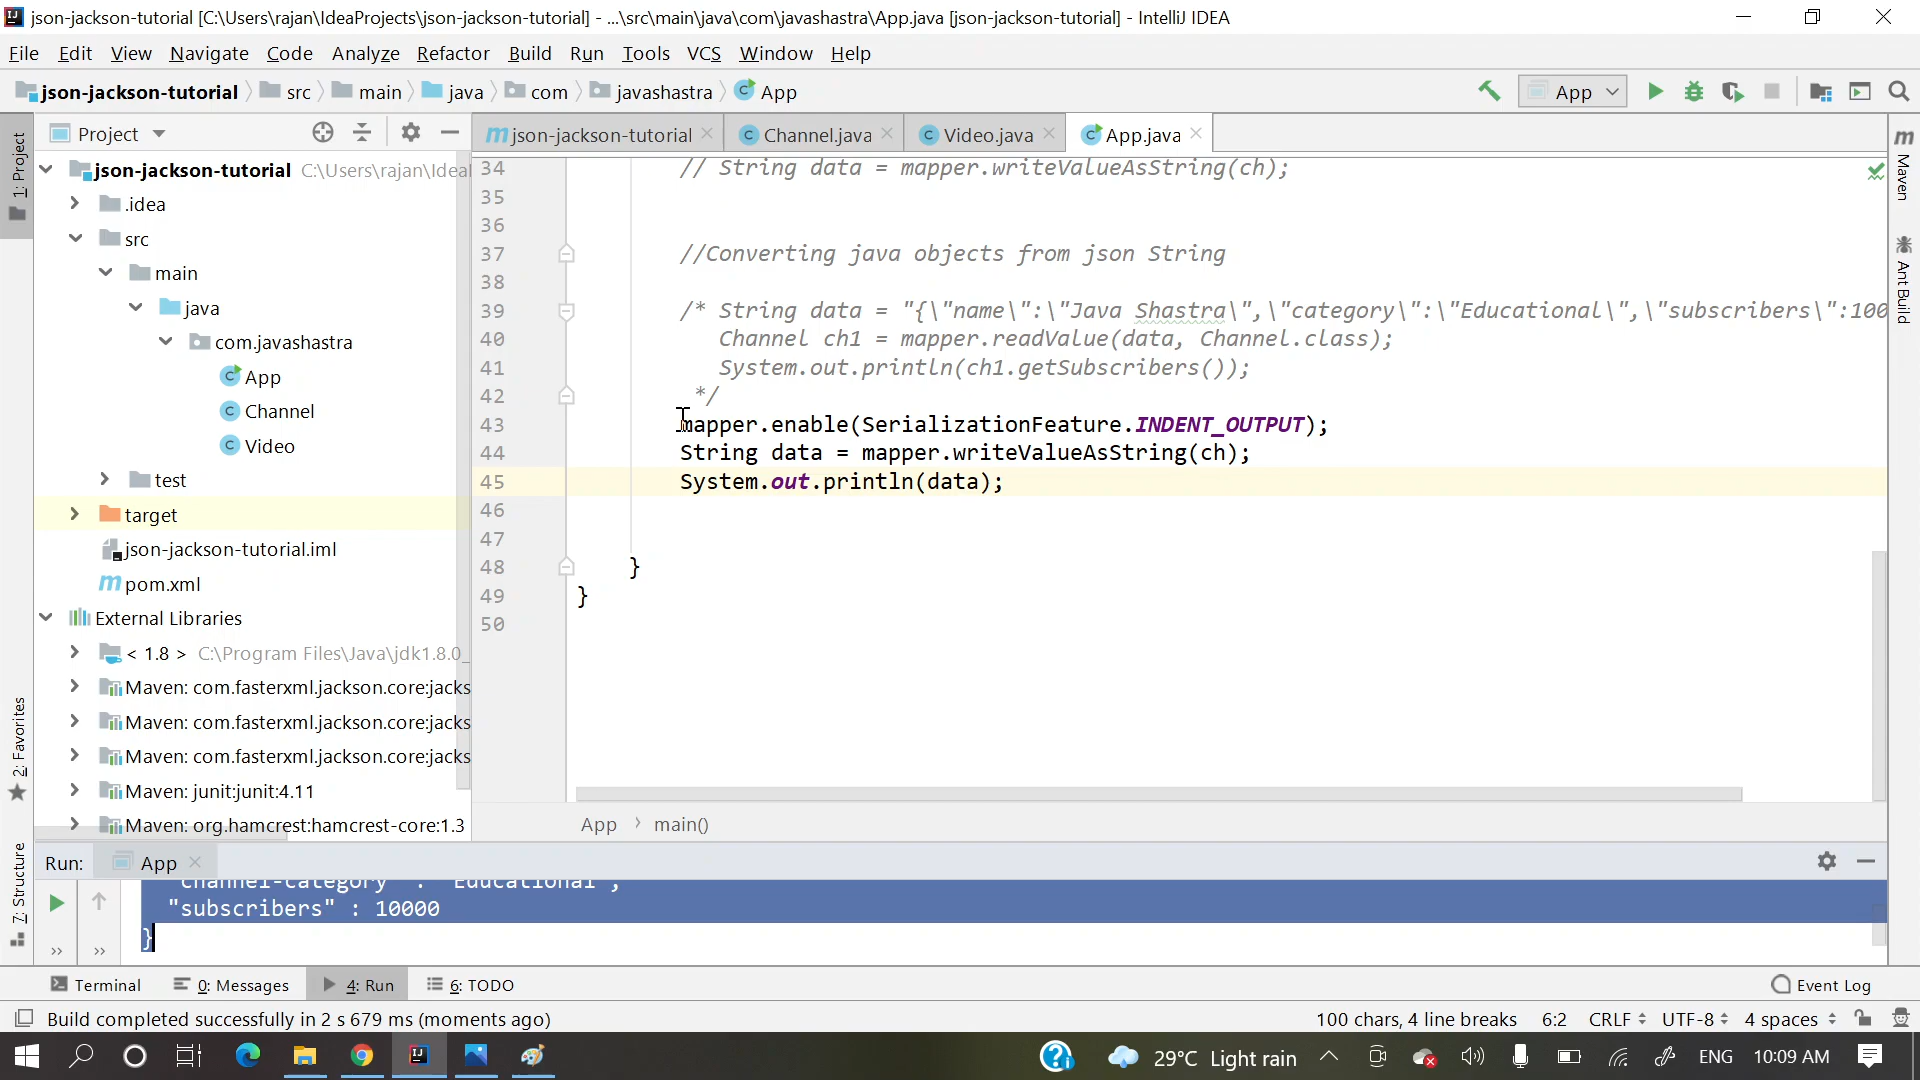 json-jackson-tutorial [C:\Users\rajan\IdeaProjects\json-jackson-tutorial] - ...\src\main\java\com\javashastra\App.java [json-jackson-tutorial] - IntelliJ IDEA
File Edit View Navigate Code Analyze Refactor Build Run Tools VCS Window Help
json-jackson-tutorial src main java com javashastra App
App
Project
json-jackson-tutorial Channel.java Video.java App.java
1: Project
2: Favorites
7: Structure
Maven
Ant Build
json-jackson-tutorial C:\Users\rajan\Idea
.idea
src
main
java
com.javashastra
App
Channel
Video
test
target
json-jackson-tutorial.iml
pom.xml
External Libraries
< 1.8 > C:\Program Files\Java\jdk1.8.0_
Maven: com.fasterxml.jackson.core:jacks
Maven: com.fasterxml.jackson.core:jacks
Maven: com.fasterxml.jackson.core:jacks
Maven: junit:junit:4.11
Maven: org.hamcrest:hamcrest-core:1.3
34 // String data = mapper.writeValueAsString(ch);
35
36
37 //Converting java objects from json String
38
39 /* String data = "{\"name\":\"Java Shastra\",\"category\":\"Educational\",\"subscribers\":100
40 Channel ch1 = mapper.readValue(data, Channel.class);
41 System.out.println(ch1.getSubscribers());
42 */
43 mapper.enable(SerializationFeature.INDENT_OUTPUT);
44 String data = mapper.writeValueAsString(ch);
45 System.out.println(data);
46
47
48 }
49 }
50
App main()
Run: App
"channel-category" : "Educational",
"subscribers" : 10000
}
Terminal 0: Messages 4: Run 6: TODO Event Log
Build completed successfully in 2 s 679 ms (moments ago) 100 chars, 4 line breaks 6:2 CRLF UTF-8 4 spaces
29°C Light rain ENG 10:09 AM